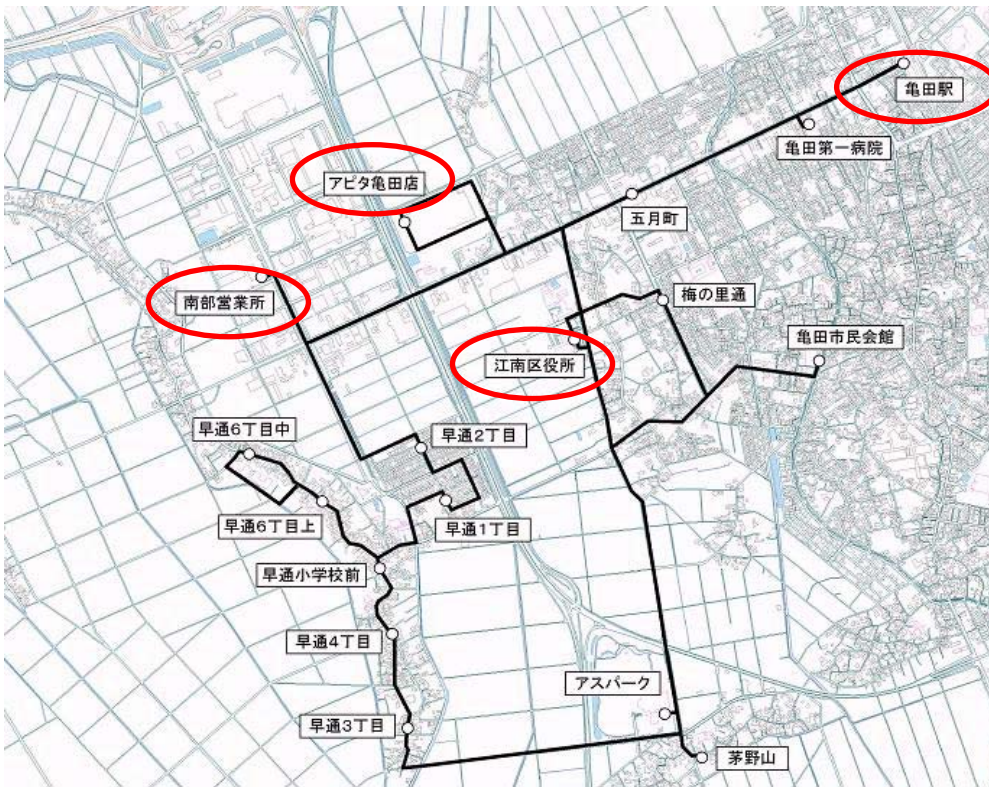 亀田駅
亀田第一病院
アピタ亀田店
五月町
南部営業所
梅の里通
亀田市民会館
江南区役所
早通6丁目中
早通2丁目
早通6丁目上
早通1丁目
早通小学校前
早通4丁目
アスパーク
早通3丁目
茅野山